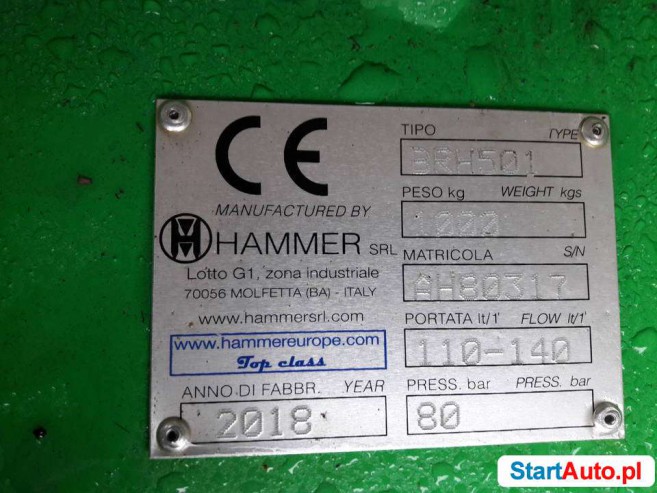 CE
MANUFACTURED BY
HAMMER SRL
Lotto G1, zona industriale
70056 MOLFETTA (BA) - ITALY
www.hammersrl.com
www.hammereurope.com
Top class
ANNO DI FABBR. YEAR
2018
TIPO TYPE
BRH501
PESO kg WEIGHT kgs
1000
MATRICOLA S/N
AH80317
PORTATA lt/1' FLOW lt/1'
110-140
PRESS. bar PRESS. bar
80
StartAuto.pl